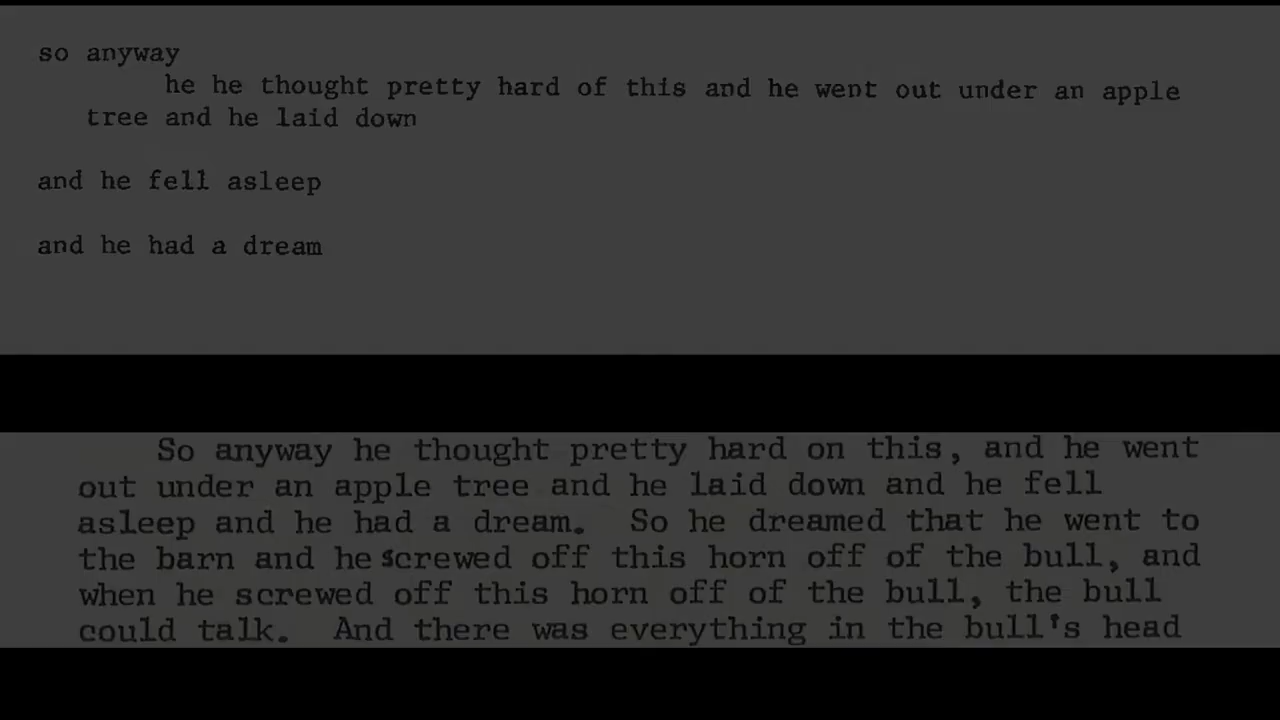 so anyway
he he thought pretty hard of this and he went out under an apple
tree and he laid down
and he fell asleep
and he had a dream
So anyway he thought pretty hard on this, and he went
out under an apple tree and he laid down and he fell
asleep and he had a dream. So he dreamed that he went to
the barn and he screwed off this horn off of the bull, and
when he screwed off this horn off of the bull, the bull
could talk. And there was everything in the bull's head